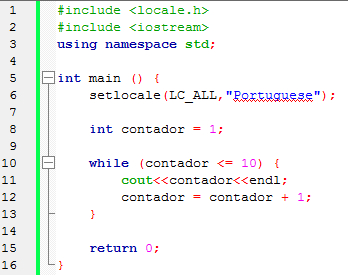 1 #include <locale.h>
2 #include <iostream>
3 using namespace std;
4
5 int main () {
6 setlocale(LC_ALL,"Portuguese");
7
8 int contador = 1;
9
10 while (contador <= 10) {
11 cout<<contador<<endl;
12 contador = contador + 1;
13 }
14
15 return 0;
16 }